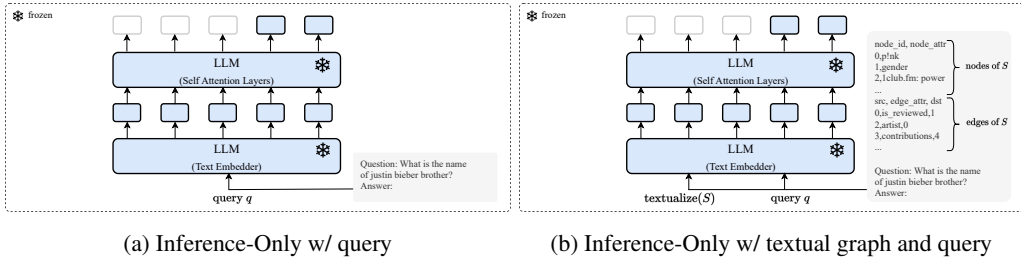 frozen
LLM
(Self Attention Layers)
LLM
(Text Embedder)
query q
Question: What is the name
of justin bieber brother?
Answer:
(a) Inference-Only w/ query
frozen
LLM
(Self Attention Layers)
LLM
(Text Embedder)
textualize(S)
query q
node_id, node_attr
0,p!nk
1,gender
2,1club.fm: power
...
nodes of S
src, edge_attr, dst
0,is_reviewed,1
2,artist,0
3,contributions,4
...
edges of S
Question: What is the name
of justin bieber brother?
Answer:
(b) Inference-Only w/ textual graph and query